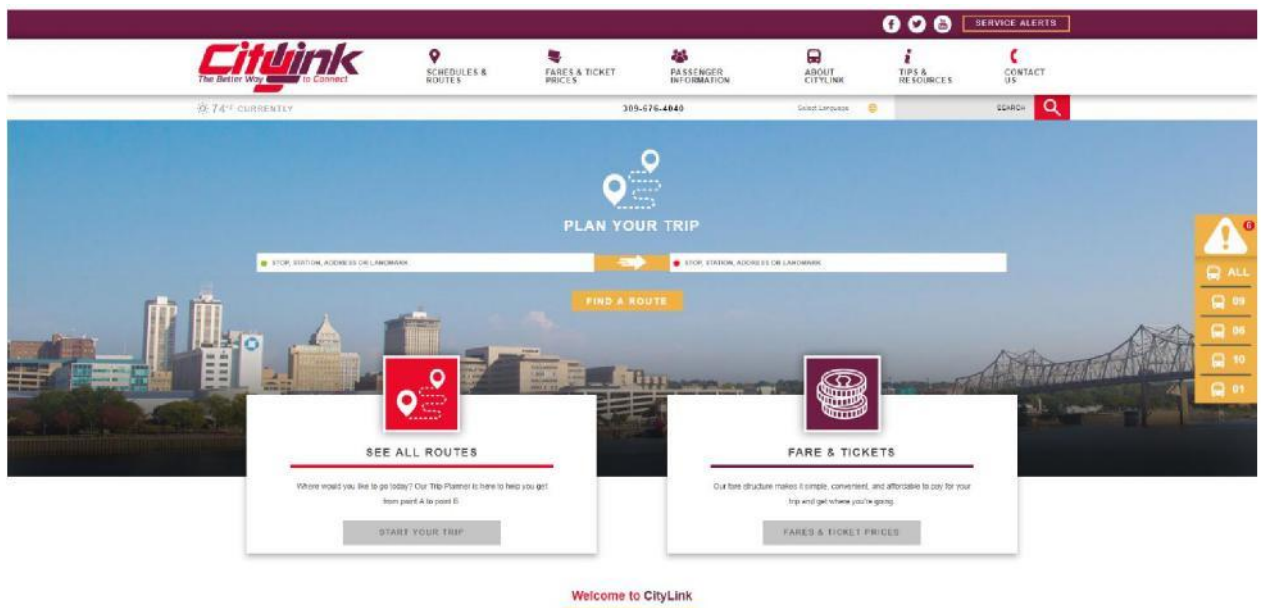 SERVICE ALERTS
CityLink
The Better Way to Connect
SCHEDULES &
ROUTES
FARES & TICKET
PRICES
PASSENGER
INFORMATION
ABOUT
CITYLINK
TIPS &
RESOURCES
CONTACT
US
74°F CURRENTLY
309-676-4040
Select Language
SEARCH
PLAN YOUR TRIP
STOP, STATION, ADDRESS OR LANDMARK
STOP, STATION, ADDRESS OR LANDMARK
FIND A ROUTE
6
ALL
09
06
10
01
SEE ALL ROUTES
Where would you like to go today? Our Trip Planner is here to help you get
from point A to point B.
START YOUR TRIP
FARE & TICKETS
Our fare structure makes it simple, convenient, and affordable to pay for your
trip and get where you're going.
FARES & TICKET PRICES
Welcome to CityLink